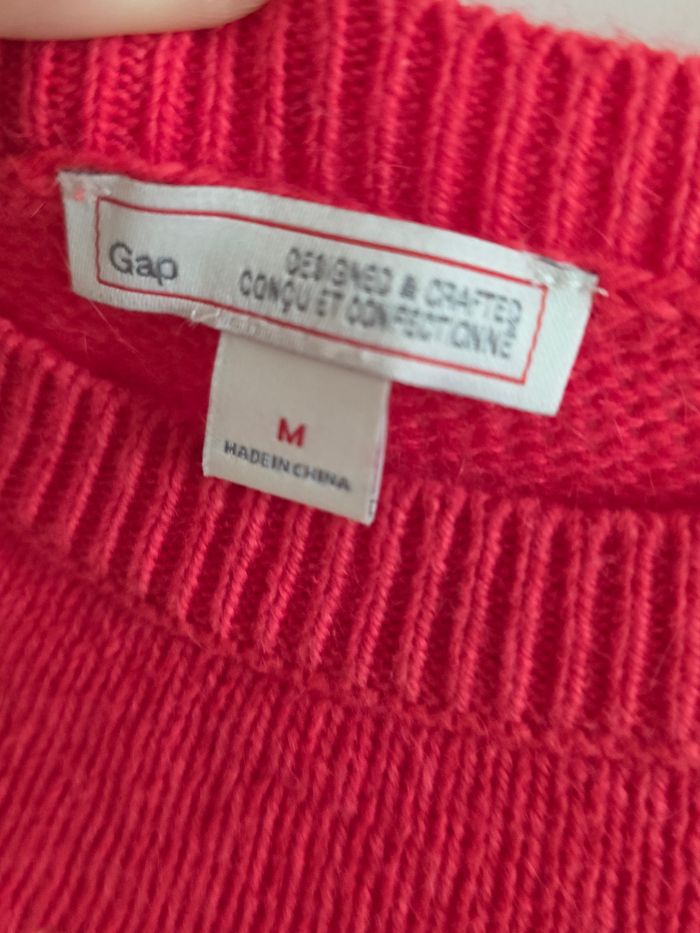 Gap
DESIGNED & CRAFTED
CONÇU ET CONFECTIONNÉ
M
MADE IN CHINA